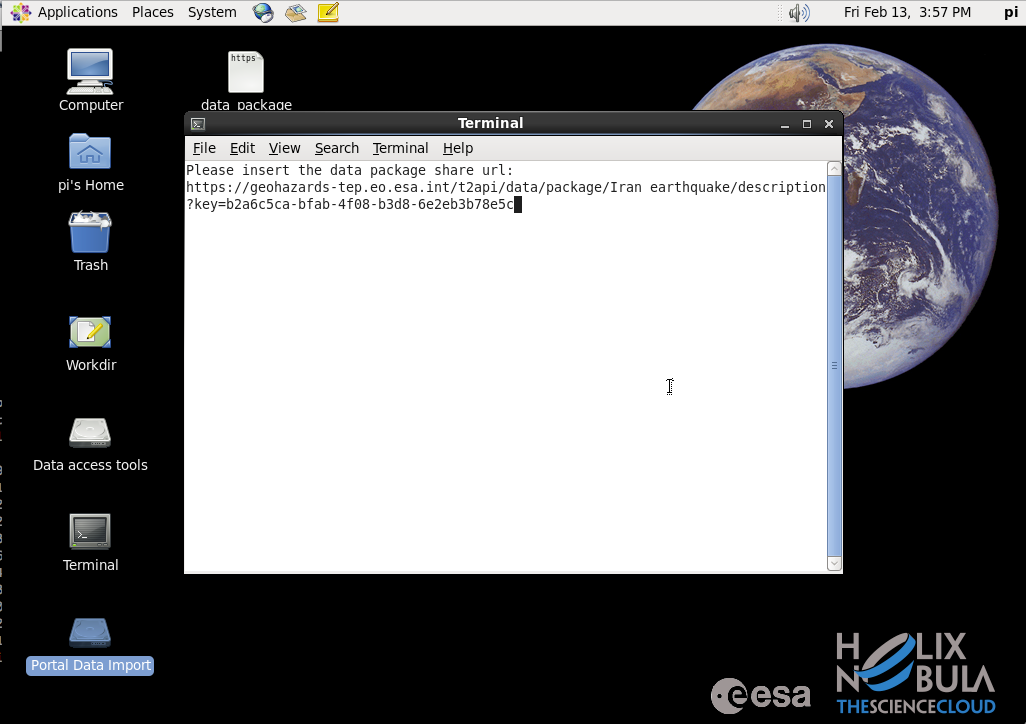 Applications Places System Fri Feb 13, 3:57 PM pi
Computer
https
data_package
pi's Home
Trash
Workdir
Data access tools
Terminal
Portal Data Import
Terminal
File Edit View Search Terminal Help
Please insert the data package share url:
https://geohazards-tep.eo.esa.int/t2api/data/package/Iran earthquake/description
?key=b2a6c5ca-bfab-4f08-b3d8-6e2eb3b78e5c
esa
HELIX
NEBULA
THESCIENCECLOUD